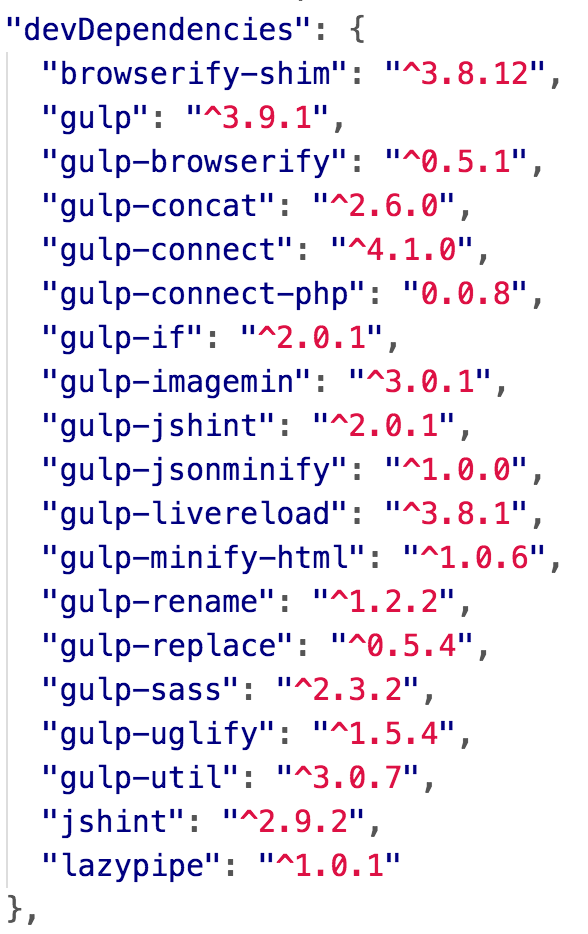 "devDependencies": {
"browserify-shim": "^3.8.12",
"gulp": "^3.9.1",
"gulp-browserify": "^0.5.1",
"gulp-concat": "^2.6.0",
"gulp-connect": "^4.1.0",
"gulp-connect-php": "0.0.8",
"gulp-if": "^2.0.1",
"gulp-imagemin": "^3.0.1",
"gulp-jshint": "^2.0.1",
"gulp-jsonminify": "^1.0.0",
"gulp-livereload": "^3.8.1",
"gulp-minify-html": "^1.0.6",
"gulp-rename": "^1.2.2",
"gulp-replace": "^0.5.4",
"gulp-sass": "^2.3.2",
"gulp-uglify": "^1.5.4",
"gulp-util": "^3.0.7",
"jshint": "^2.9.2",
"lazypipe": "^1.0.1"
},